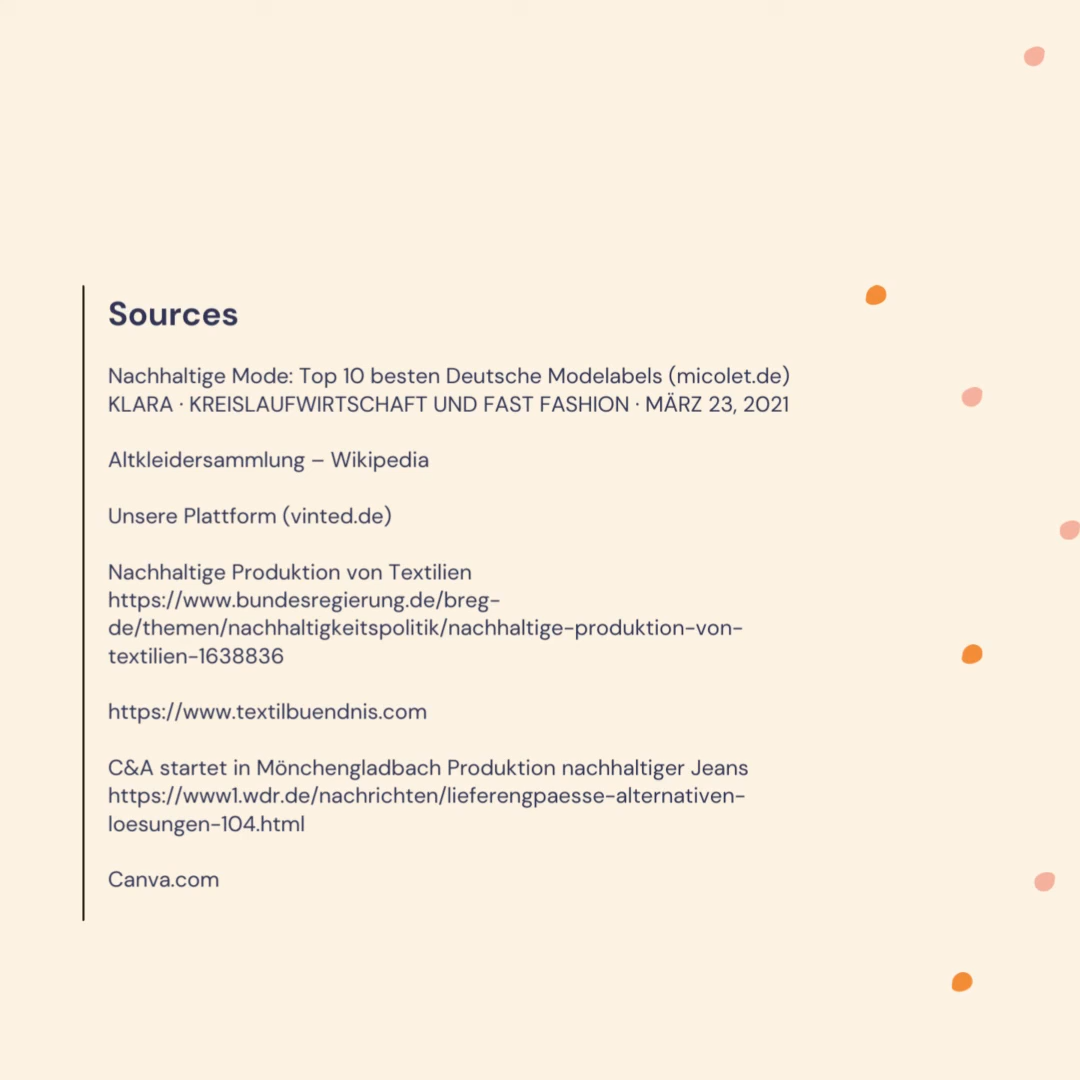 Sources
Nachhaltige Mode: Top 10 besten Deutsche Modelabels (micolet.de)
KLARA · KREISLAUFWIRTSCHAFT UND FAST FASHION · MÄRZ 23, 2021
Altkleidersammlung – Wikipedia
Unsere Plattform (vinted.de)
Nachhaltige Produktion von Textilien
https://www.bundesregierung.de/breg-
de/themen/nachhaltigkeitspolitik/nachhaltige-produktion-von-
textilien-1638836
https://www.textilbuendnis.com
C&A startet in Mönchengladbach Produktion nachhaltiger Jeans
https://www1.wdr.de/nachrichten/lieferengpaesse-alternativen-
loesungen-104.html
Canva.com